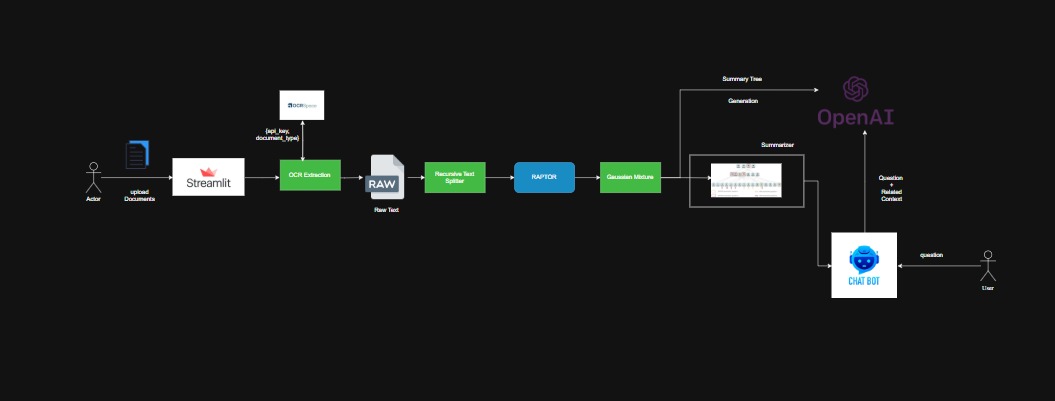 Summary Tree
Generation
OpenAI
OCRSpace
{api_key,
document_type}
Summarizer
Streamlit
OCR Extraction
RAW
Recursive Text
Splitter
RAPTOR
Gaussian Mixture
Actor
upload
Documents
Raw Text
Question
+
Related
Context
CHAT BOT
question
User